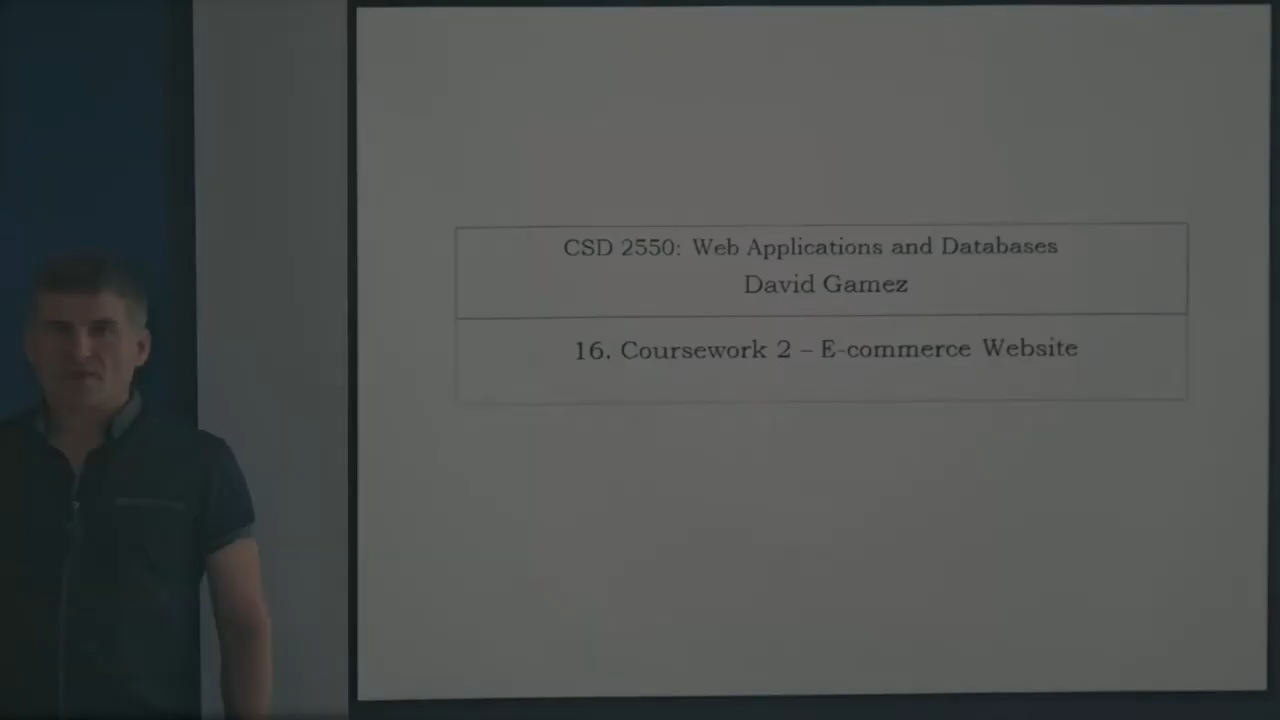 CSD 2550: Web Applications and Databases
David Gamez
16. Coursework 2 – E-commerce Website